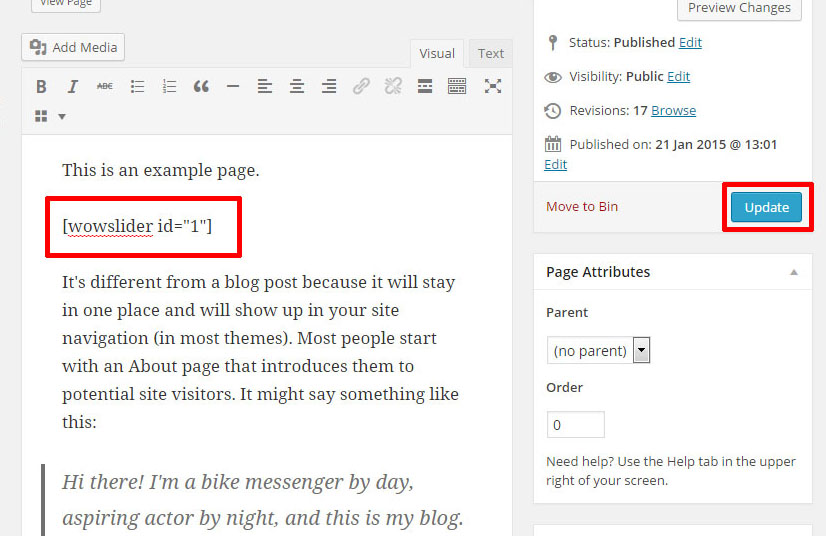 View Page
Add Media
Visual
Text
B I ABC
This is an example page.
[wowslider id="1"]
It's different from a blog post because it will stay
in one place and will show up in your site
navigation (in most themes). Most people start
with an About page that introduces them to
potential site visitors. It might say something like
this:
Hi there! I'm a bike messenger by day,
aspiring actor by night, and this is my blog.
Preview Changes
Status: Published Edit
Visibility: Public Edit
Revisions: 17 Browse
Published on: 21 Jan 2015 @ 13:01
Edit
Move to Bin
Update
Page Attributes
Parent
(no parent)
Order
0
Need help? Use the Help tab in the upper
right of your screen.